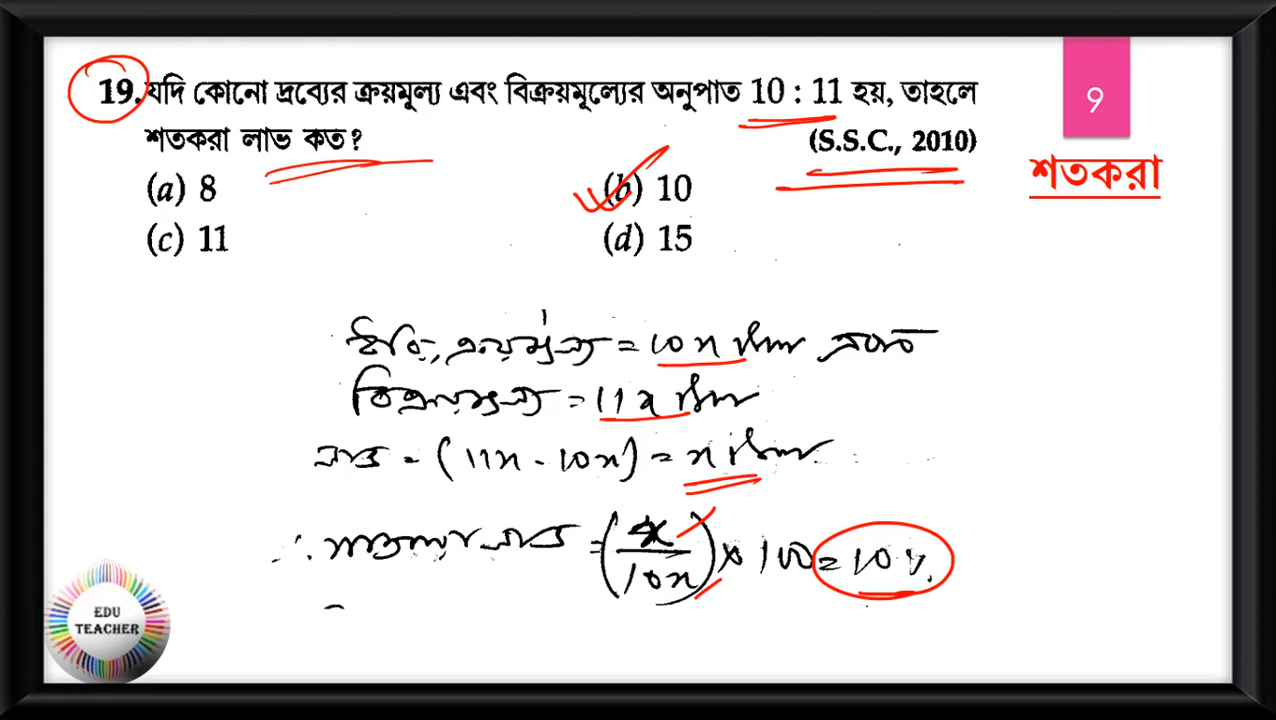 19. যদি কোনো দ্রব্যের ক্রয়মূল্য এবং বিক্রয়মূল্যের অনুপাত 10 : 11 হয়, তাহলে
শতকরা লাভ কত? (S.S.C., 2010)
(a) 8 (b) 10
(c) 11 (d) 15
9
শতকরা
ধরি, ক্রয়মূল্য = 10x টাকা এবং
বিক্রয়মূল্য = 11x টাকা
লাভ = (11x - 10x) = x টাকা
∴ শতকরা লাভ = (x/10x) × 100 = 10%
EDU
TEACHER